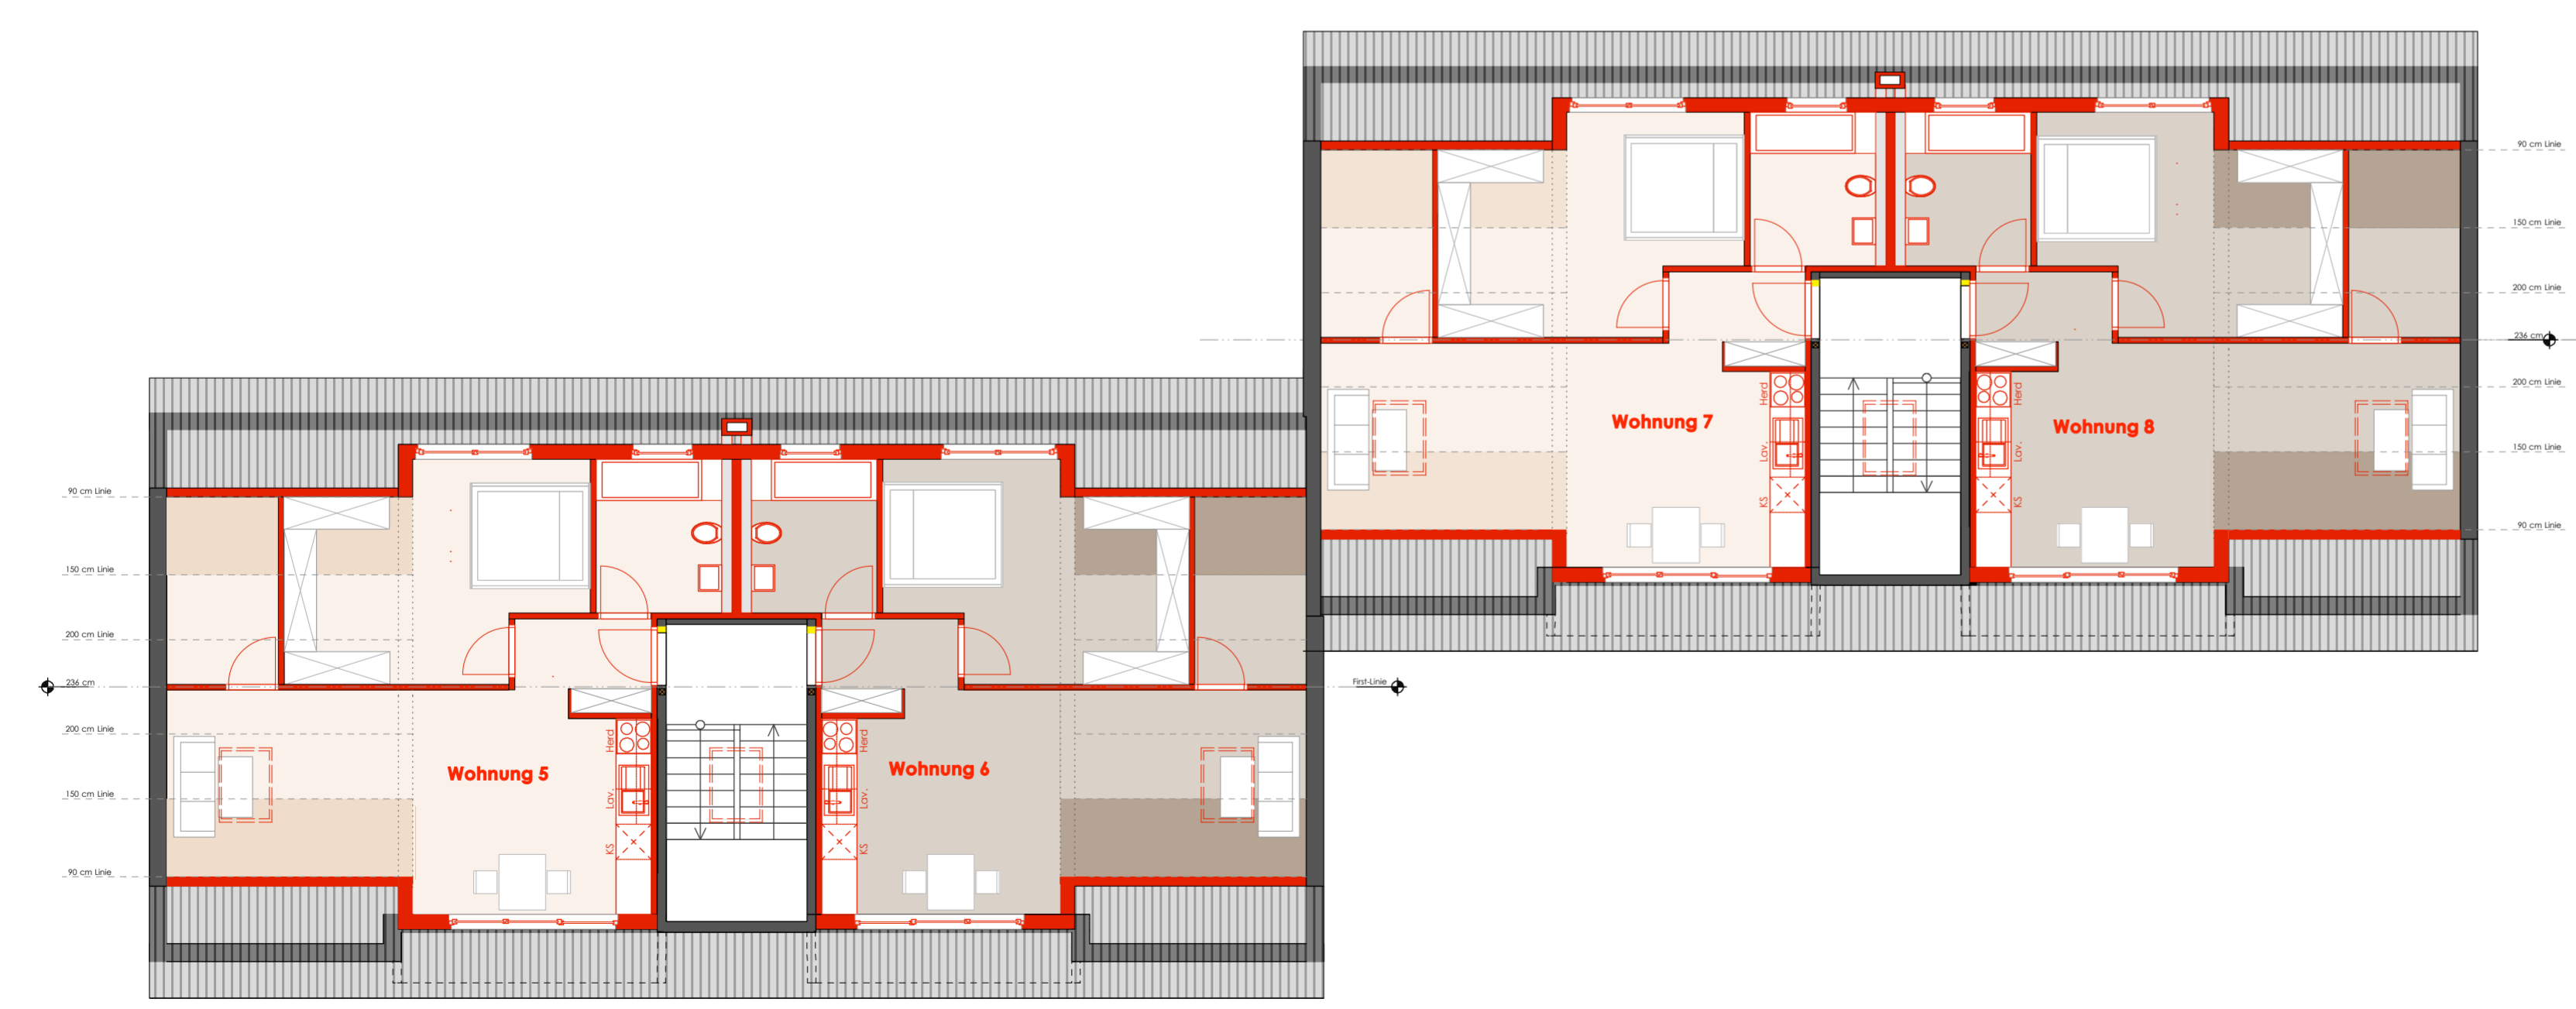 90 cm Linie
150 cm Linie
200 cm Linie
236 cm
200 cm Linie
150 cm Linie
90 cm Linie
Herd
Lav.
KS
Wohnung 7
Herd
Lav.
KS
Wohnung 8
90 cm Linie
150 cm Linie
200 cm Linie
236 cm
200 cm Linie
150 cm Linie
90 cm Linie
First-Linie
Wohnung 5
Herd
Lav.
KS
Herd
Lav.
KS
Wohnung 6